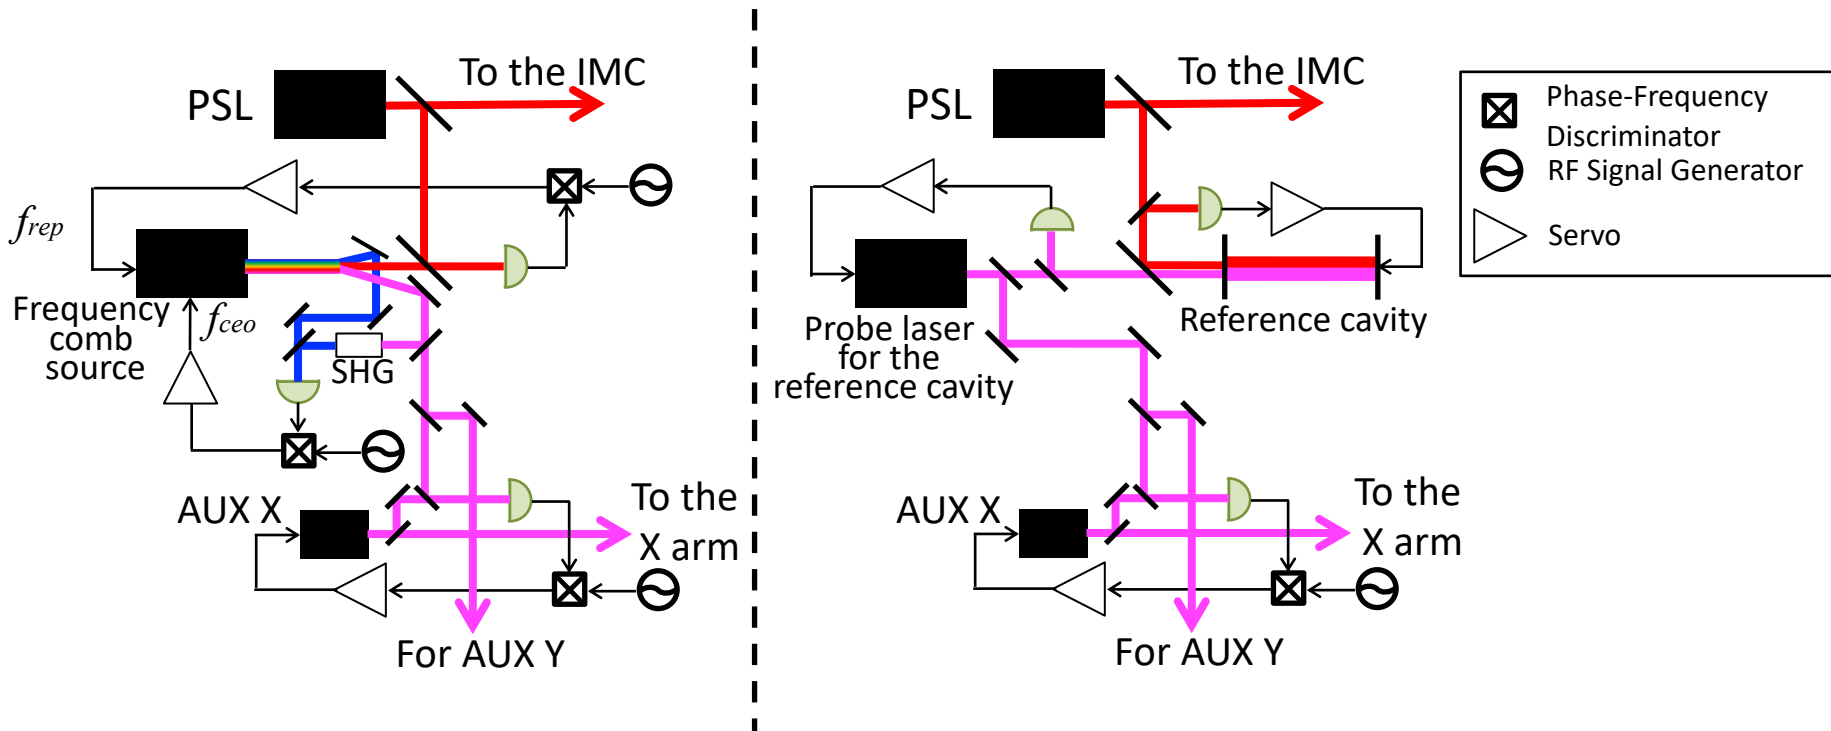 To the IMC
PSL
f_rep
Frequency
comb
source
f_ceo
SHG
AUX X
To the
X arm
For AUX Y
To the IMC
PSL
Probe laser
for the
reference cavity
Reference cavity
AUX X
To the
X arm
For AUX Y
Phase-Frequency
Discriminator
RF Signal Generator
Servo